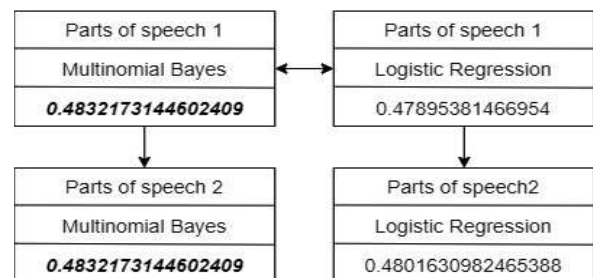 Parts of speech 1
Multinomial Bayes
0.4832173144602409
Parts of speech 1
Logistic Regression
0.47895381466954
Parts of speech 2
Multinomial Bayes
0.4832173144602409
Parts of speech2
Logistic Regression
0.4801630982465388